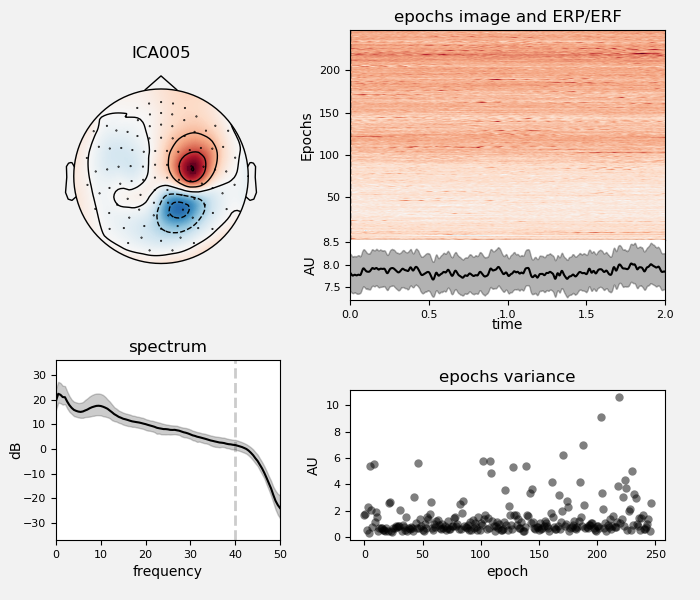 ICA005
epochs image and ERP/ERF
Epochs
200
150
100
50
AU
8.5
8.0
7.5
0.0 0.5 1.0 1.5 2.0
time
spectrum
dB
30
20
10
0
−10
−20
−30
0 10 20 30 40 50
frequency
epochs variance
AU
10
8
6
4
2
0
0 50 100 150 200 250
epoch